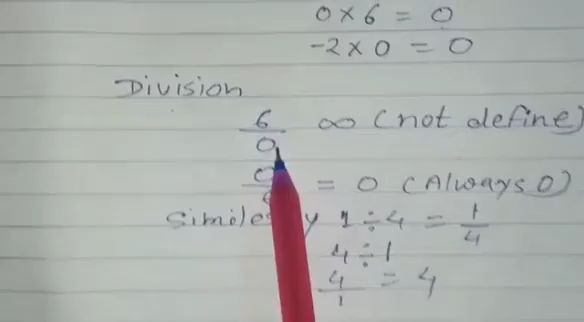 0 × 6 = 0
-2 × 0 = 0
Division
6/0 ∞ (not define)
0/ = 0 (Always 0)
1 ÷ 4 = 1/4
4 ÷ 1
4/1 = 4